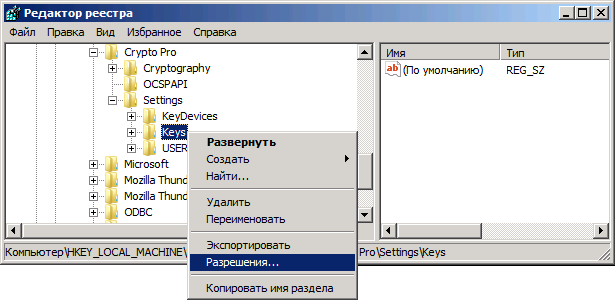 Редактор реестра
Файл Правка Вид Избранное Справка
Crypto Pro
Cryptography
OCSPAPI
Settings
KeyDevices
Keys
USER
Microsoft
Mozilla Thund
Mozilla Thund
ODBC
Развернуть
Создать
Найти...
Удалить
Переименовать
Экспортировать
Разрешения...
Копировать имя раздела
Имя Тип
ab (По умолчанию) REG_SZ
Компьютер\HKEY_LOCAL_MACHINE\ Pro\Settings\Keys